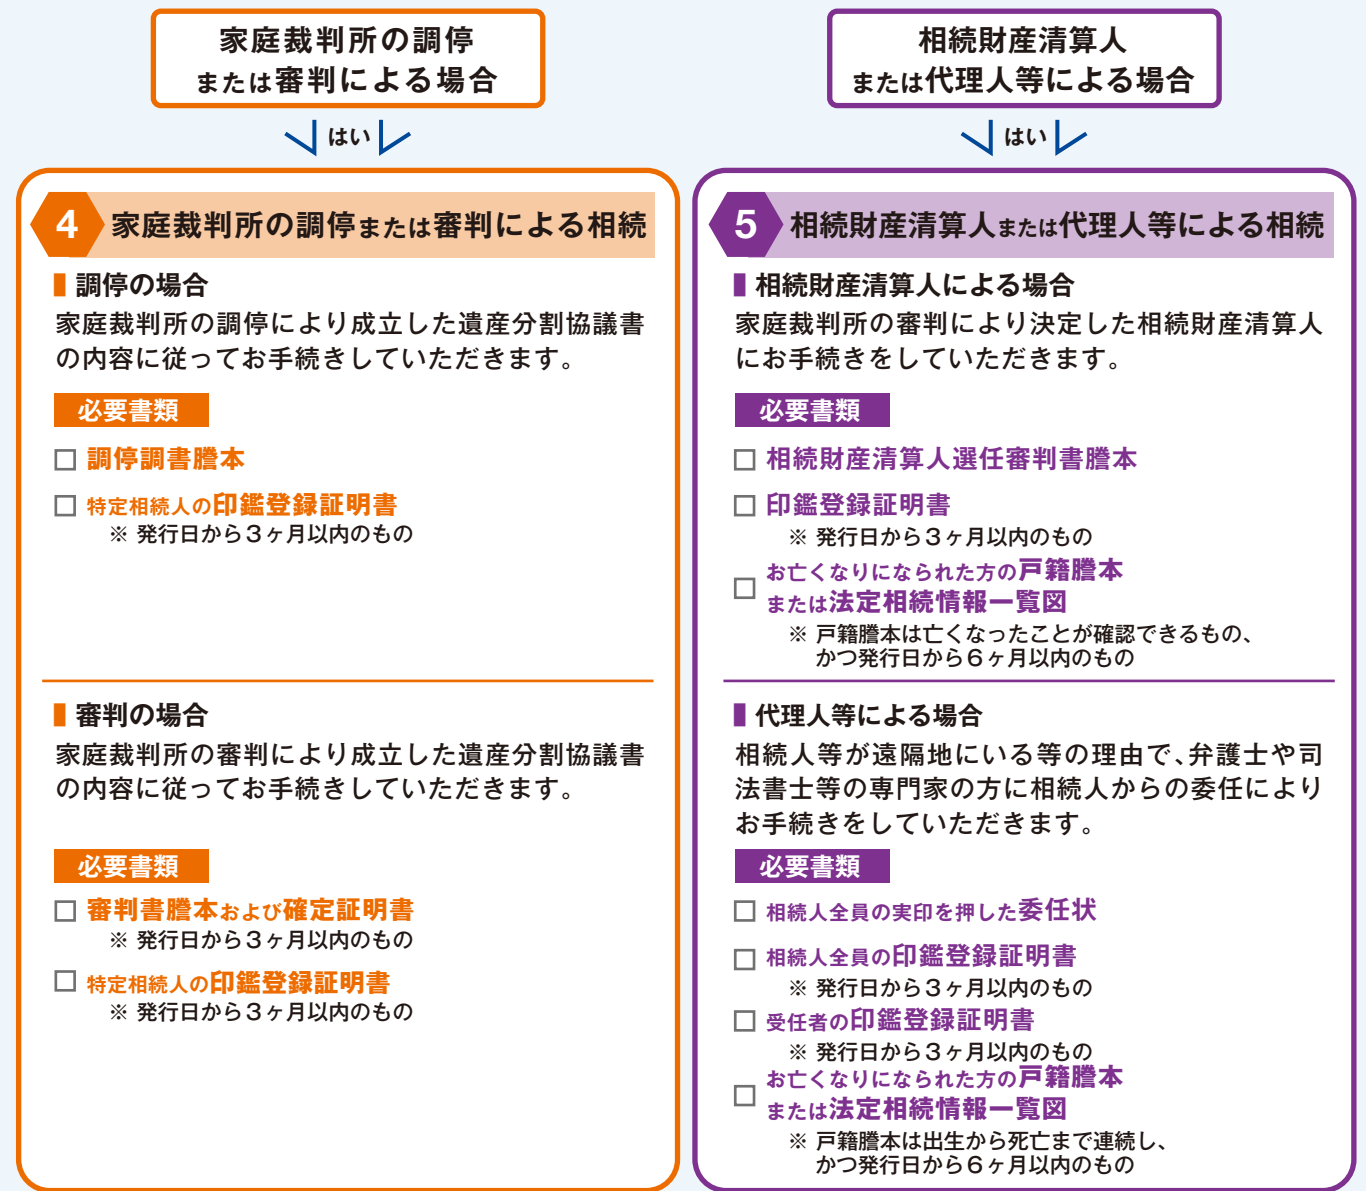 家庭裁判所の調停
または審判による場合
はい
4 家庭裁判所の調停または審判による相続
調停の場合
家庭裁判所の調停により成立した遺産分割協議書
の内容に従ってお手続きしていただきます。
必要書類
□ 調停調書謄本
□ 特定相続人の印鑑登録証明書
※ 発行日から3ヶ月以内のもの
審判の場合
家庭裁判所の審判により成立した遺産分割協議書
の内容に従ってお手続きしていただきます。
必要書類
□ 審判書謄本および確定証明書
※ 発行日から3ヶ月以内のもの
□ 特定相続人の印鑑登録証明書
※ 発行日から3ヶ月以内のもの
相続財産清算人
または代理人等による場合
はい
5 相続財産清算人または代理人等による相続
相続財産清算人による場合
家庭裁判所の審判により決定した相続財産清算人
にお手続きをしていただきます。
必要書類
□ 相続財産清算人選任審判書謄本
□ 印鑑登録証明書
※ 発行日から3ヶ月以内のもの
□ お亡くなりになられた方の戸籍謄本
または法定相続情報一覧図
※ 戸籍謄本は亡くなったことが確認できるもの、
かつ発行日から6ヶ月以内のもの
代理人等による場合
相続人等が遠隔地にいる等の理由で、弁護士や司
法書士等の専門家の方に相続人からの委任により
お手続きをしていただきます。
必要書類
□ 相続人全員の実印を押した委任状
□ 相続人全員の印鑑登録証明書
※ 発行日から3ヶ月以内のもの
□ 受任者の印鑑登録証明書
※ 発行日から3ヶ月以内のもの
□ お亡くなりになられた方の戸籍謄本
または法定相続情報一覧図
※ 戸籍謄本は出生から死亡まで連続し、
かつ発行日から6ヶ月以内のもの